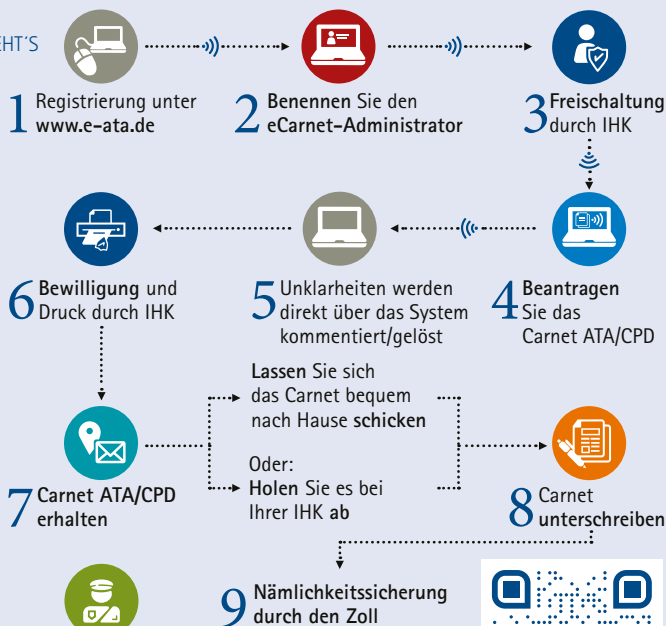 EHT´S
1 Registrierung unter
www.e-ata.de
2 Benennen Sie den
eCarnet-Administrator
3 Freischaltung
durch IHK
4 Beantragen
Sie das
Carnet ATA/CPD
5 Unklarheiten werden
direkt über das System
kommentiert/gelöst
6 Bewilligung und
Druck durch IHK
7 Carnet ATA/CPD
erhalten
Lassen Sie sich
das Carnet bequem
nach Hause schicken
Oder:
Holen Sie es bei
Ihrer IHK ab
8 Carnet
unterschreiben
9 Nämlichkeitssicherung
durch den Zoll